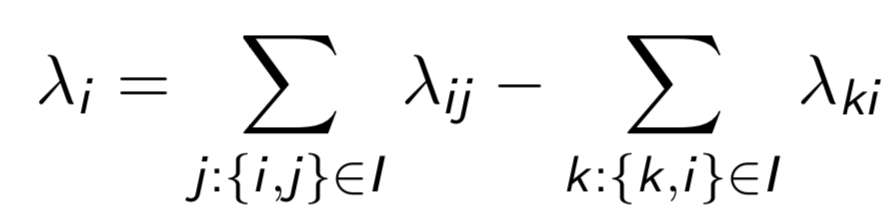 λ_i = ∑_{j:{i,j}∈I} λ_{ij} − ∑_{k:{k,i}∈I} λ_{ki}